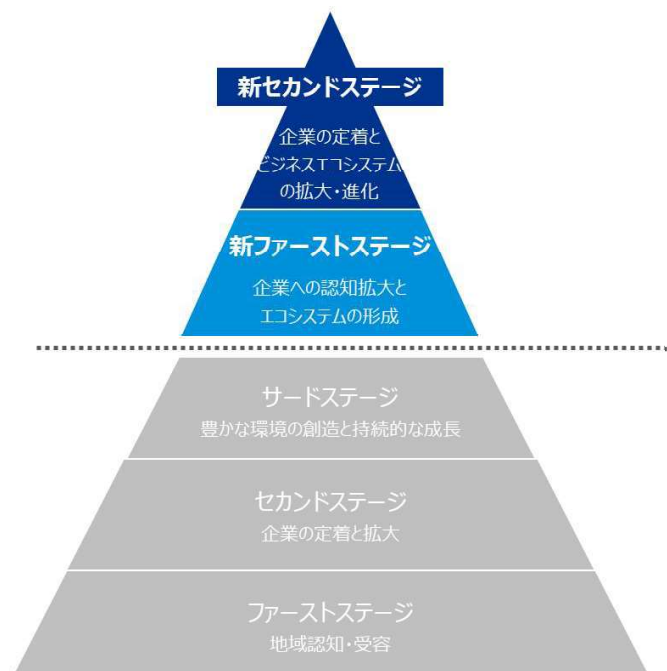 新セカンドステージ
企業の定着と
ビジネスエコシステム
の拡大・進化
新ファーストステージ
企業への認知拡大と
エコシステムの形成
サードステージ
豊かな環境の創造と持続的な成長
セカンドステージ
企業の定着と拡大
ファーストステージ
地域認知・受容